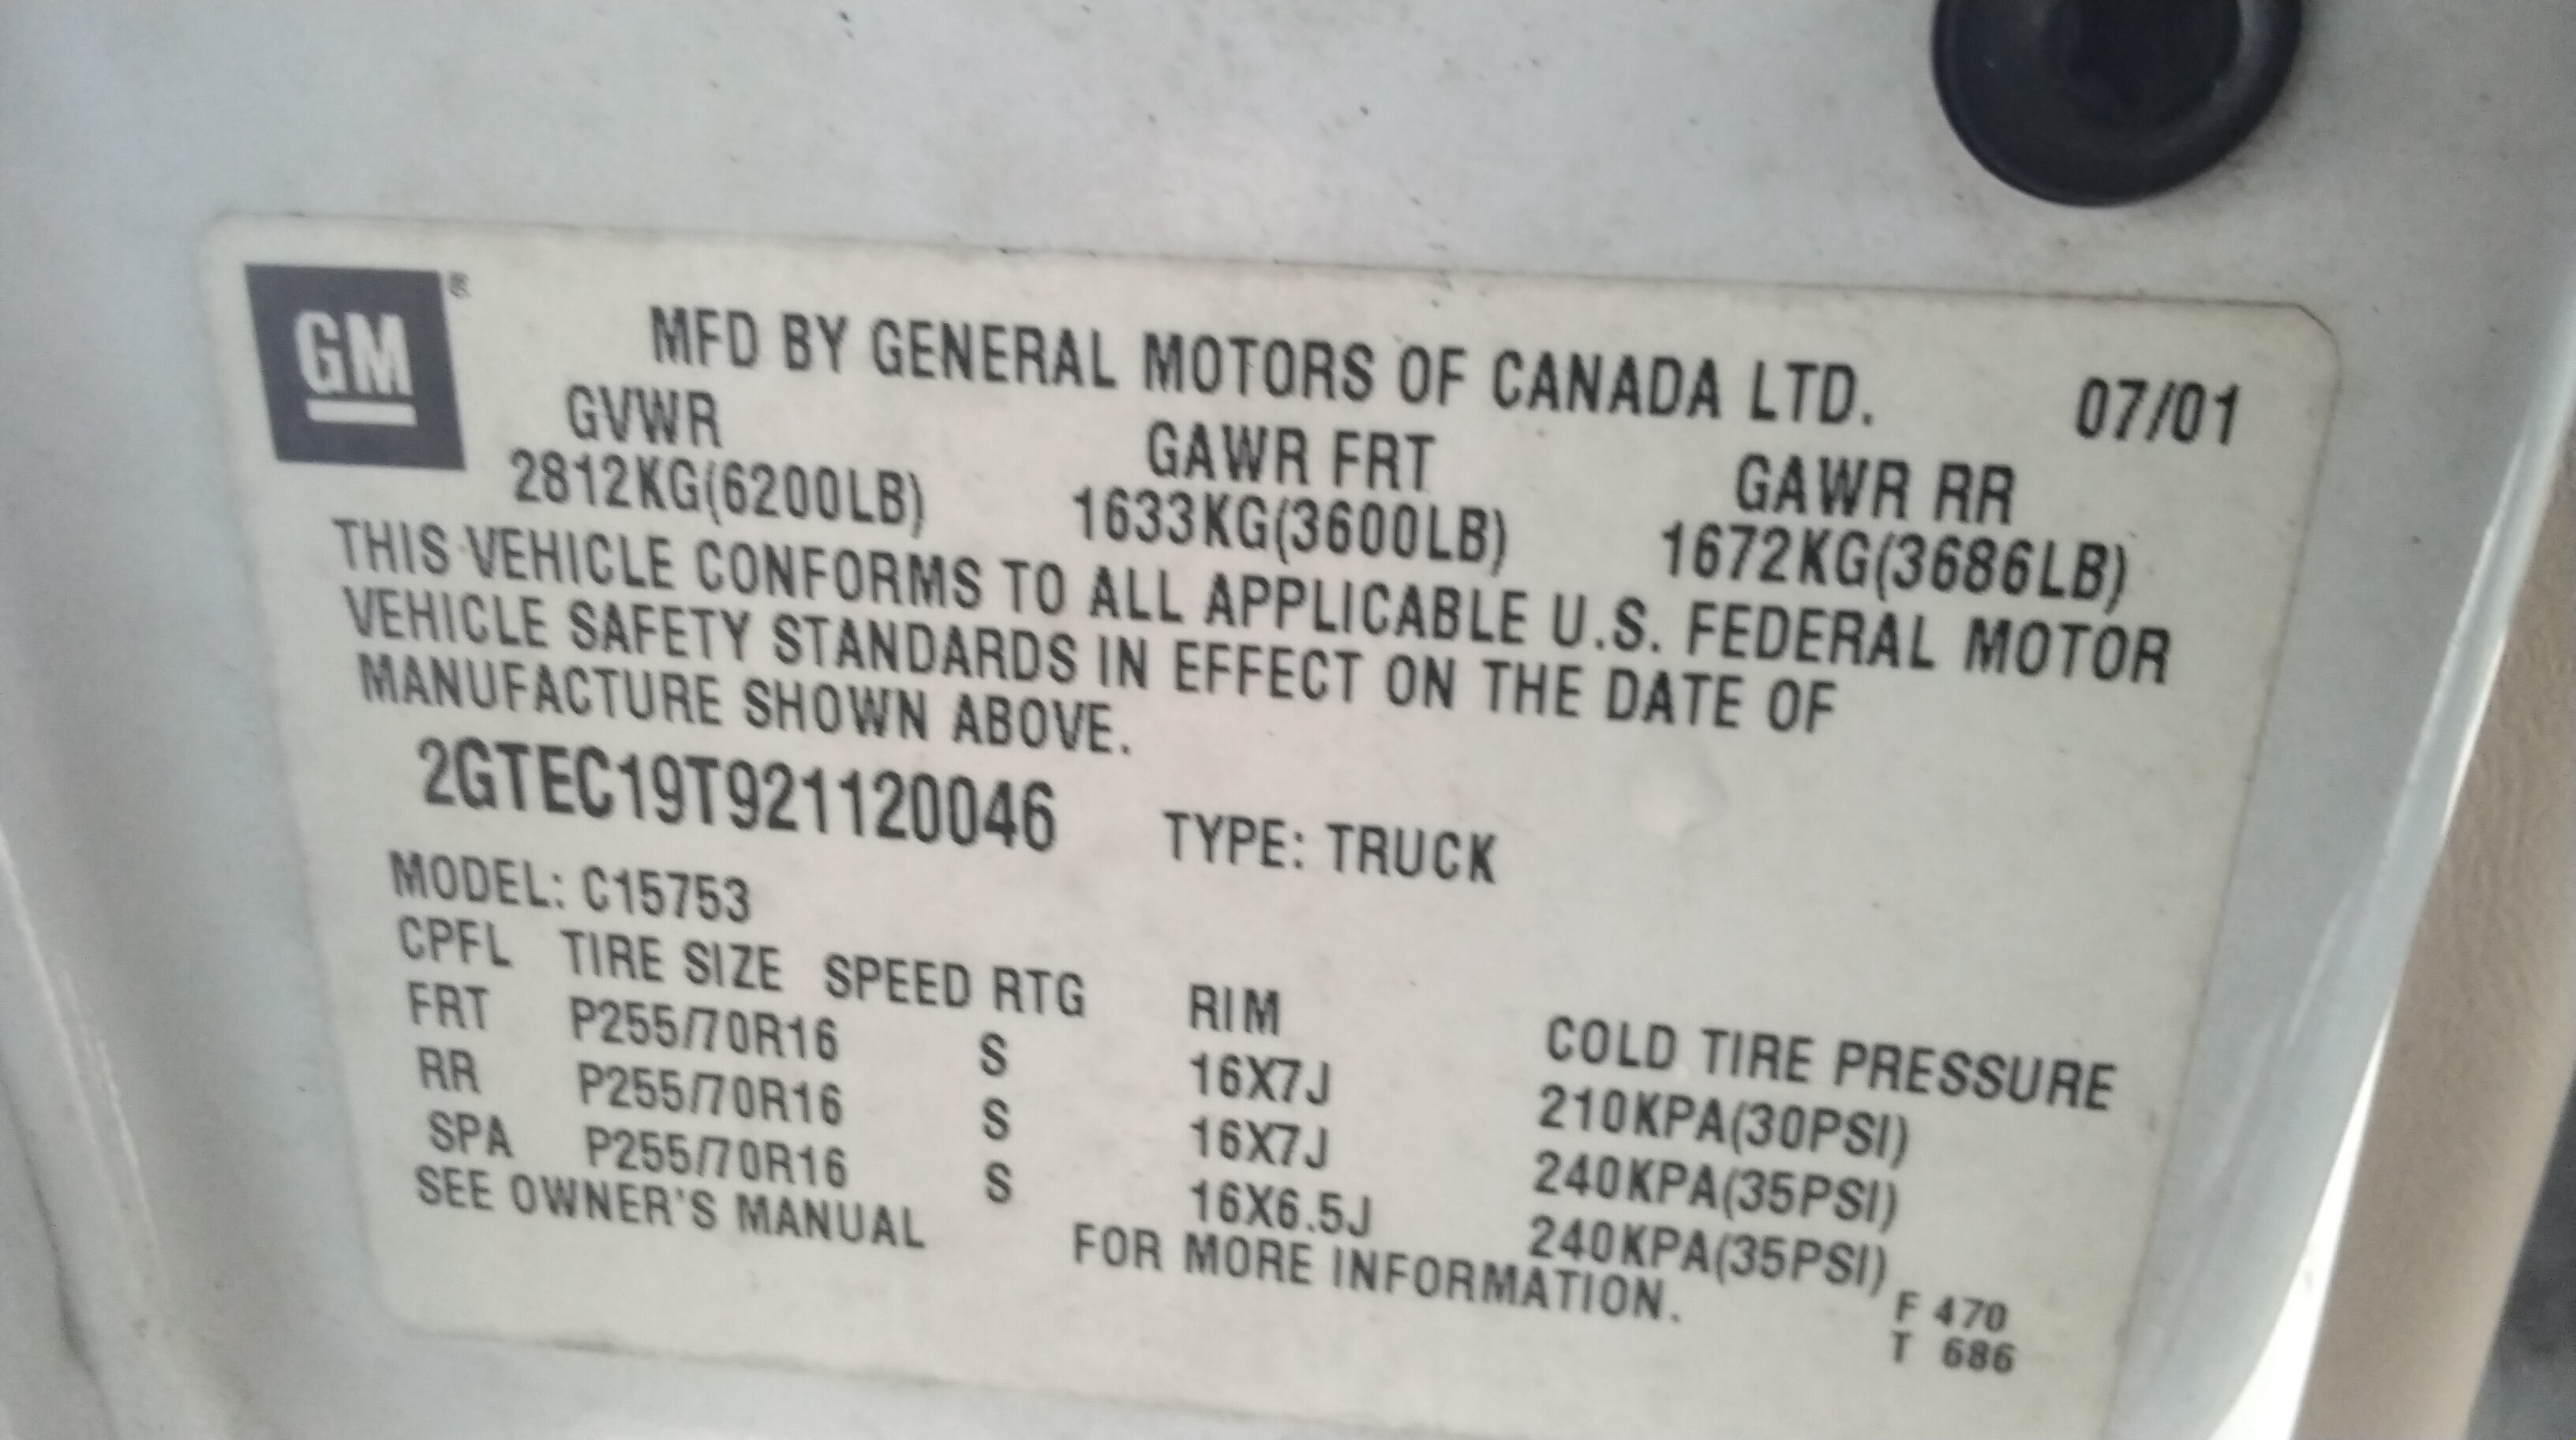 GM ®
MFD BY GENERAL MOTORS OF CANADA LTD. 07/01
GVWR GAWR FRT GAWR RR
2812KG(6200LB) 1633KG(3600LB) 1672KG(3686LB)
THIS VEHICLE CONFORMS TO ALL APPLICABLE U.S. FEDERAL MOTOR
VEHICLE SAFETY STANDARDS IN EFFECT ON THE DATE OF
MANUFACTURE SHOWN ABOVE.
2GTEC19T921120046 TYPE: TRUCK
MODEL: C15753
CPFL TIRE SIZE SPEED RTG RIM COLD TIRE PRESSURE
FRT P255/70R16 S 16X7J 210KPA(30PSI)
RR P255/70R16 S 16X7J 240KPA(35PSI)
SPA P255/70R16 S 16X6.5J 240KPA(35PSI)
SEE OWNER'S MANUAL FOR MORE INFORMATION.
F 470
T 686